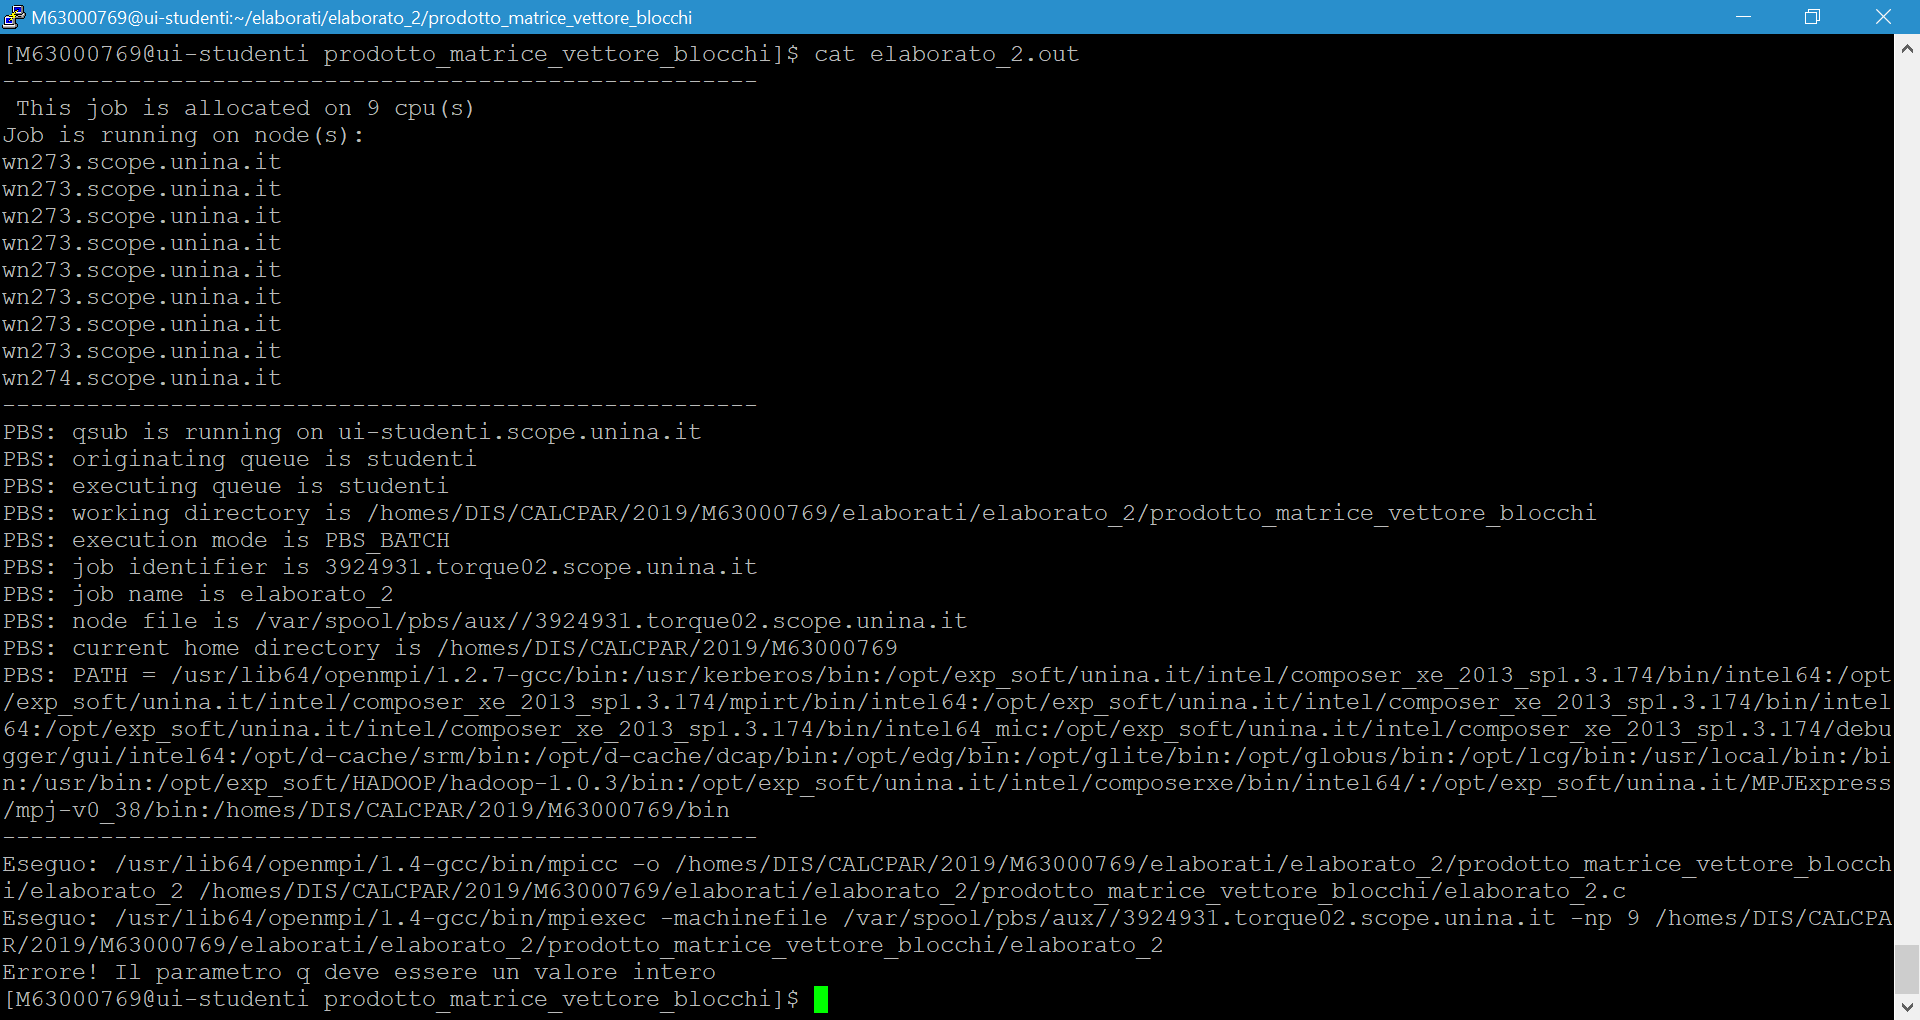 M63000769@ui-studenti:~/elaborati/elaborato_2/prodotto_matrice_vettore_blocchi
[M63000769@ui-studenti prodotto_matrice_vettore_blocchi]$ cat elaborato_2.out
------------------------------------------------------
 This job is allocated on 9 cpu(s)
Job is running on node(s):
wn273.scope.unina.it
wn273.scope.unina.it
wn273.scope.unina.it
wn273.scope.unina.it
wn273.scope.unina.it
wn273.scope.unina.it
wn273.scope.unina.it
wn273.scope.unina.it
wn274.scope.unina.it
------------------------------------------------------
PBS: qsub is running on ui-studenti.scope.unina.it
PBS: originating queue is studenti
PBS: executing queue is studenti
PBS: working directory is /homes/DIS/CALCPAR/2019/M63000769/elaborati/elaborato_2/prodotto_matrice_vettore_blocchi
PBS: execution mode is PBS_BATCH
PBS: job identifier is 3924931.torque02.scope.unina.it
PBS: job name is elaborato_2
PBS: node file is /var/spool/pbs/aux//3924931.torque02.scope.unina.it
PBS: current home directory is /homes/DIS/CALCPAR/2019/M63000769
PBS: PATH = /usr/lib64/openmpi/1.2.7-gcc/bin:/usr/kerberos/bin:/opt/exp_soft/unina.it/intel/composer_xe_2013_sp1.3.174/bin/intel64:/opt
/exp_soft/unina.it/intel/composer_xe_2013_sp1.3.174/mpirt/bin/intel64:/opt/exp_soft/unina.it/intel/composer_xe_2013_sp1.3.174/bin/intel
64:/opt/exp_soft/unina.it/intel/composer_xe_2013_sp1.3.174/bin/intel64_mic:/opt/exp_soft/unina.it/intel/composer_xe_2013_sp1.3.174/debu
gger/gui/intel64:/opt/d-cache/srm/bin:/opt/d-cache/dcap/bin:/opt/edg/bin:/opt/glite/bin:/opt/globus/bin:/opt/lcg/bin:/usr/local/bin:/bi
n:/usr/bin:/opt/exp_soft/HADOOP/hadoop-1.0.3/bin:/opt/exp_soft/unina.it/intel/composerxe/bin/intel64/:/opt/exp_soft/unina.it/MPJExpress
/mpj-v0_38/bin:/homes/DIS/CALCPAR/2019/M63000769/bin
------------------------------------------------------
Eseguo: /usr/lib64/openmpi/1.4-gcc/bin/mpicc -o /homes/DIS/CALCPAR/2019/M63000769/elaborati/elaborato_2/prodotto_matrice_vettore_blocch
i/elaborato_2 /homes/DIS/CALCPAR/2019/M63000769/elaborati/elaborato_2/prodotto_matrice_vettore_blocchi/elaborato_2.c
Eseguo: /usr/lib64/openmpi/1.4-gcc/bin/mpiexec -machinefile /var/spool/pbs/aux//3924931.torque02.scope.unina.it -np 9 /homes/DIS/CALCPA
R/2019/M63000769/elaborati/elaborato_2/prodotto_matrice_vettore_blocchi/elaborato_2
Errore! Il parametro q deve essere un valore intero
[M63000769@ui-studenti prodotto_matrice_vettore_blocchi]$